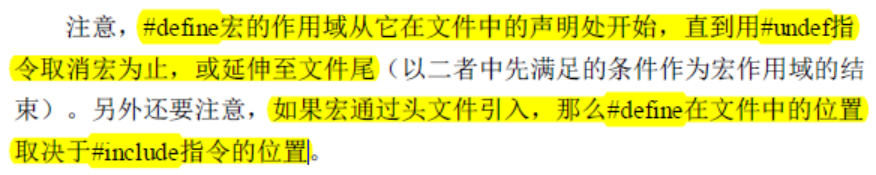 注意，#define宏的作用域从它在文件中的声明处开始，直到用#undef指
令取消宏为止，或延伸至文件尾（以二者中先满足的条件作为宏作用域的结
束）。另外还要注意，如果宏通过头文件引入，那么#define在文件中的位置
取决于#include指令的位置。